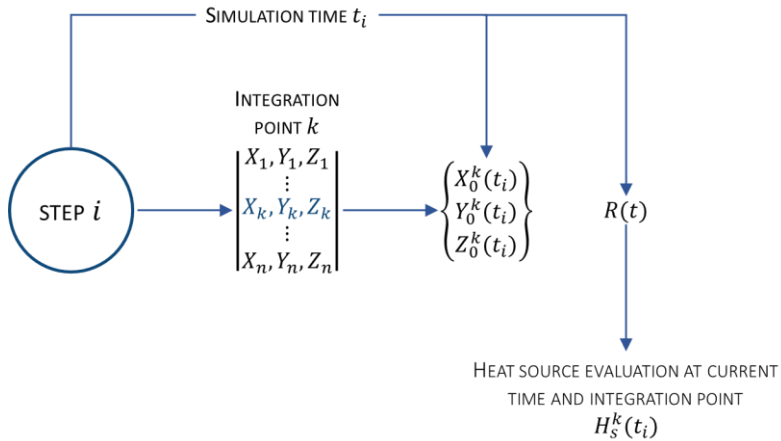 SIMULATION TIME t_i
INTEGRATION
POINT k
STEP i
X_1, Y_1, Z_1
⋮
X_k, Y_k, Z_k
⋮
X_n, Y_n, Z_n
X_0^k(t_i)
Y_0^k(t_i)
Z_0^k(t_i)
R(t)
HEAT SOURCE EVALUATION AT CURRENT
TIME AND INTEGRATION POINT
H_s^k(t_i)